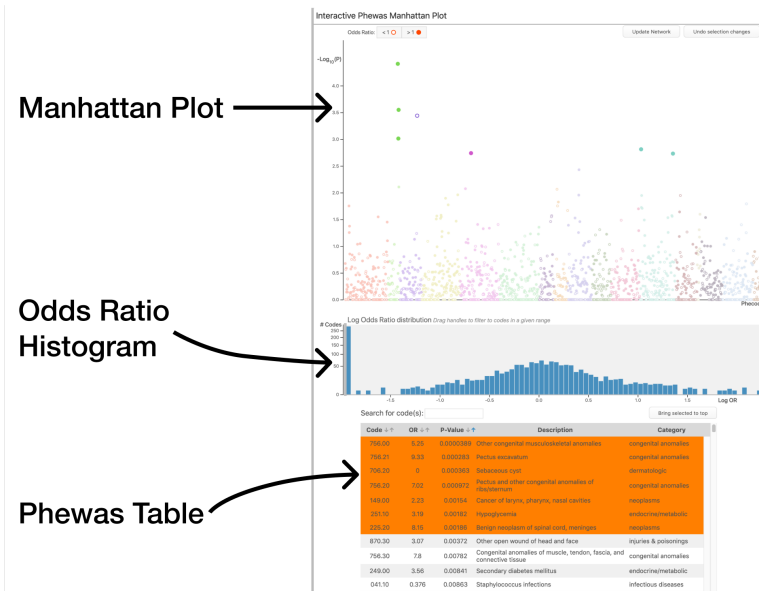 Interactive Phewas Manhattan Plot
Odds Ratio: < 1 > 1 Update Network Undo selection changes
-Log10(P)
4.0
Manhattan Plot
3.5
3.0
2.5
2.0
1.5
1.0
0.5
0.0
Phecod
Odds Ratio
Histogram
Log Odds Ratio distribution Drag handles to filter to codes in a given range
# Codes
250
200
150
100
50
0
-1.5 -1.0 -0.5 0.0 0.5 1.0 1.5 Log OR
Search for code(s): Bring selected to top
Code ↓↑ OR ↓↑ P-Value ↓↑ Description Category
756.00 5.25 0.0000389 Other congenital musculoskeletal anomalies congenital anomalies
756.21 9.33 0.000283 Pectus excavatum congenital anomalies
706.20 0 0.000363 Sebaceous cyst dermatologic
756.20 7.02 0.000972 Pectus and other congenital anomalies of ribs/sternum congenital anomalies
Phewas Table
149.00 2.23 0.00154 Cancer of larynx, pharynx, nasal cavities neoplasms
251.10 3.19 0.00182 Hypoglycemia endocrine/metabolic
225.20 8.15 0.00186 Benign neoplasm of spinal cord, meninges neoplasms
870.30 3.07 0.00372 Other open wound of head and face injuries & poisonings
756.30 7.8 0.00782 Congenital anomalies of muscle, tendon, fascia, and connective tissue congenital anomalies
249.00 3.56 0.00841 Secondary diabetes mellitus endocrine/metabolic
041.10 0.376 0.00863 Staphylococcus infections infectious diseases